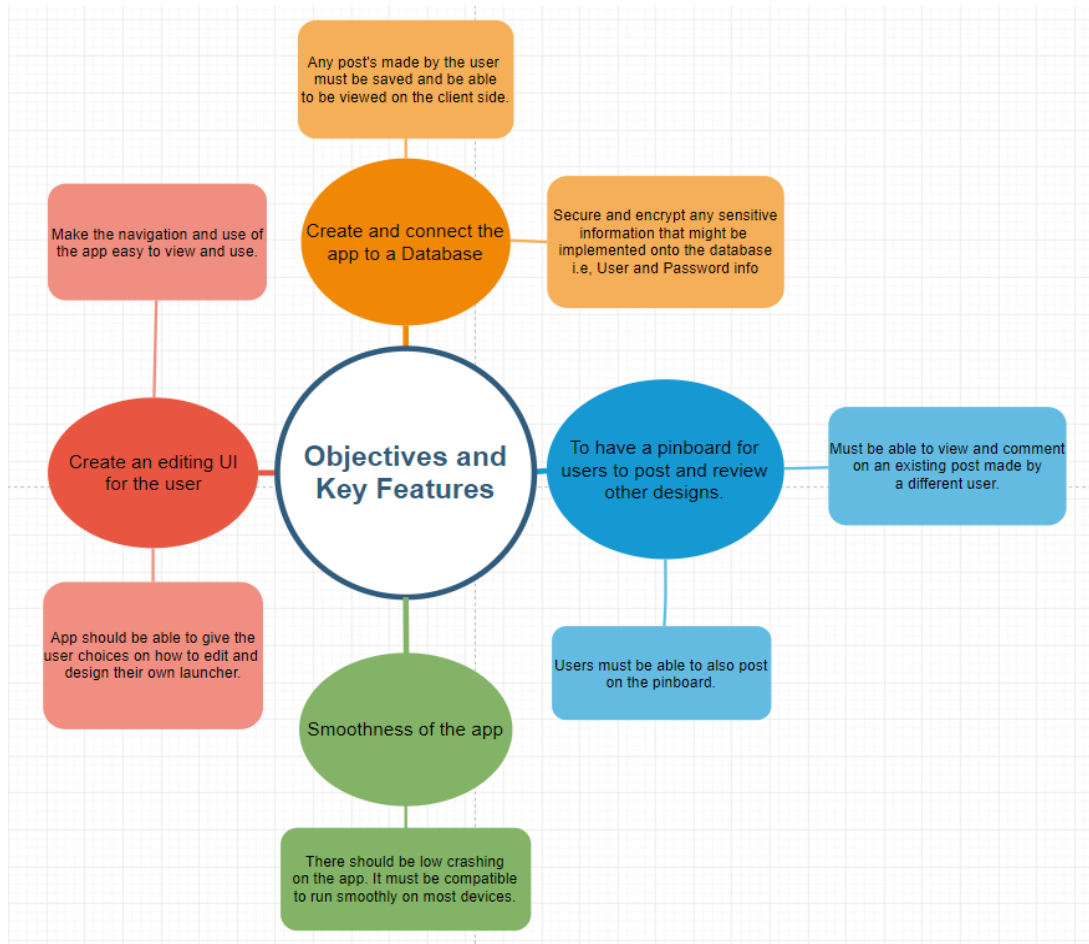 Any post's made by the user
must be saved and be able
to be viewed on the client side.
Create and connect the
app to a Database
Secure and encrypt any sensitive
information that might be
implemented onto the database
i.e, User and Password info
Make the navigation and use of
the app easy to view and use.
Create an editing UI
for the user
Objectives and
Key Features
To have a pinboard for
users to post and review
other designs.
Must be able to view and comment
on an existing post made by
a different user.
App should be able to give the
user choices on how to edit and
design their own launcher.
Users must be able to also post
on the pinboard.
Smoothness of the app
There should be low crashing
on the app. It must be compatible
to run smoothly on most devices.